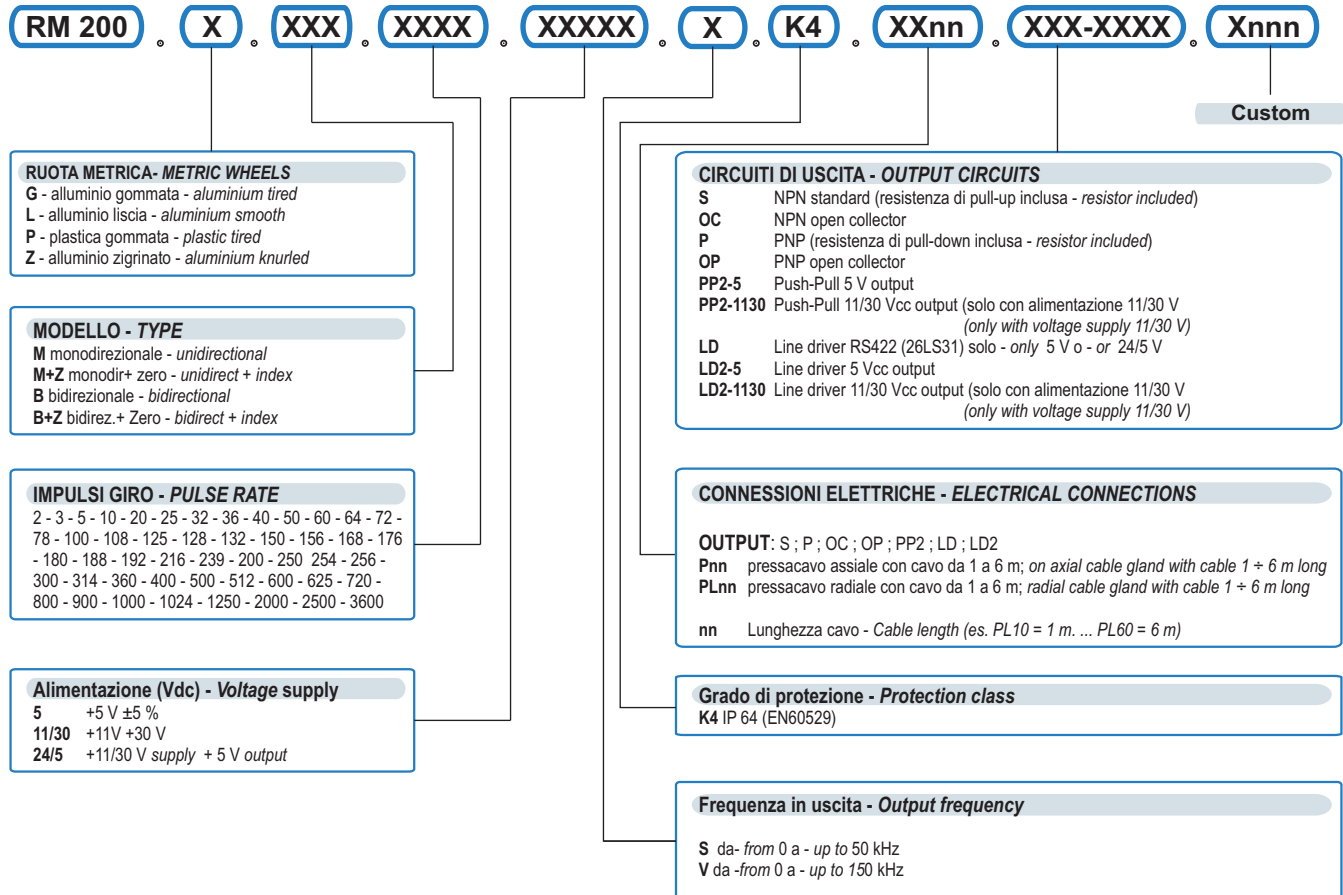 RM 200 . X . XXX . XXXX . XXXXX . X . K4 . XXnn . XXX-XXXX . Xnnn
Custom
RUOTA METRICA- METRIC WHEELS
G - alluminio gommata - aluminium tired
L - alluminio liscia - aluminium smooth
P - plastica gommata - plastic tired
Z - alluminio zigrinato - aluminium knurled
MODELLO - TYPE
M monodirezionale - unidirectional
M+Z monodir+ zero - unidirect + index
B bidirezionale - bidirectional
B+Z bidirez.+ Zero - bidirect + index
IMPULSI GIRO - PULSE RATE
2 - 3 - 5 - 10 - 20 - 25 - 32 - 36 - 40 - 50 - 60 - 64 - 72 -
78 - 100 - 108 - 125 - 128 - 132 - 150 - 156 - 168 - 176
- 180 - 188 - 192 - 216 - 239 - 200 - 250 254 - 256 -
300 - 314 - 360 - 400 - 500 - 512 - 600 - 625 - 720 -
800 - 900 - 1000 - 1024 - 1250 - 2000 - 2500 - 3600
Alimentazione (Vdc) - Voltage supply
5 +5 V ±5 %
11/30 +11V +30 V
24/5 +11/30 V supply + 5 V output
CIRCUITI DI USCITA - OUTPUT CIRCUITS
S NPN standard (resistenza di pull-up inclusa - resistor included)
OC NPN open collector
P PNP (resistenza di pull-down inclusa - resistor included)
OP PNP open collector
PP2-5 Push-Pull 5 V output
PP2-1130 Push-Pull 11/30 Vcc output (solo con alimentazione 11/30 V
(only with voltage supply 11/30 V)
LD Line driver RS422 (26LS31) solo - only 5 V o - or 24/5 V
LD2-5 Line driver 5 Vcc output
LD2-1130 Line driver 11/30 Vcc output (solo con alimentazione 11/30 V
(only with voltage supply 11/30 V)
CONNESSIONI ELETTRICHE - ELECTRICAL CONNECTIONS
OUTPUT: S ; P ; OC ; OP ; PP2 ; LD ; LD2
Pnn pressacavo assiale con cavo da 1 a 6 m; on axial cable gland with cable 1 ÷ 6 m long
PLnn pressacavo radiale con cavo da 1 a 6 m; radial cable gland with cable 1 ÷ 6 m long
nn Lunghezza cavo - Cable length (es. PL10 = 1 m. ... PL60 = 6 m)
Grado di protezione - Protection class
K4 IP 64 (EN60529)
Frequenza in uscita - Output frequency
S da- from 0 a - up to 50 kHz
V da -from 0 a - up to 150 kHz